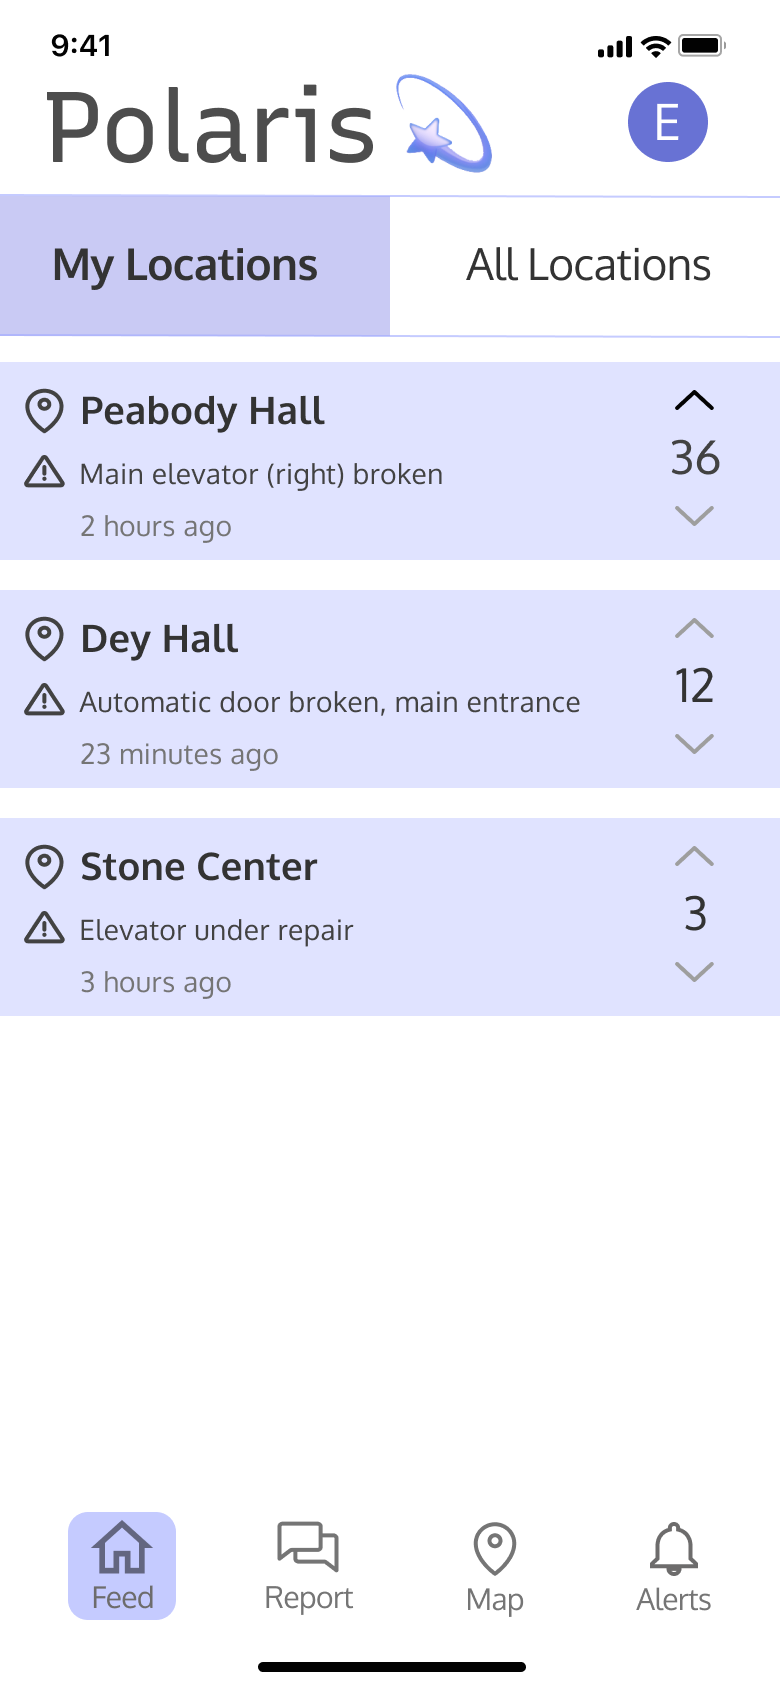 9:41
Polaris
E
My Locations
All Locations
Peabody Hall
36
Main elevator (right) broken
2 hours ago
Dey Hall
12
Automatic door broken, main entrance
23 minutes ago
Stone Center
3
Elevator under repair
3 hours ago
Feed
Report
Map
Alerts